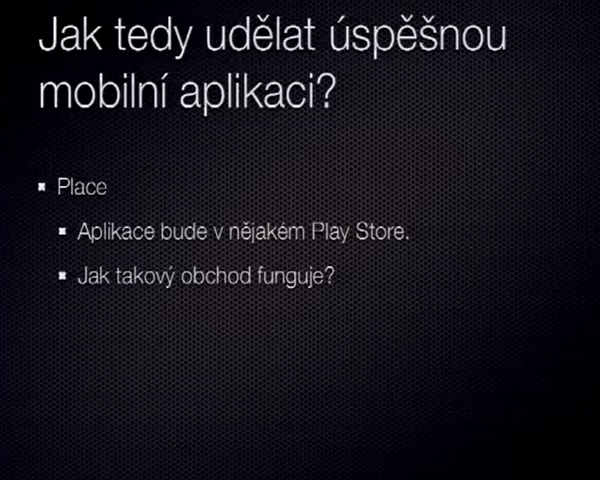 Jak tedy udělat úspěšnou
mobilní aplikaci?
Place
Aplikace bude v nějakém Play Store.
Jak takový obchod funguje?